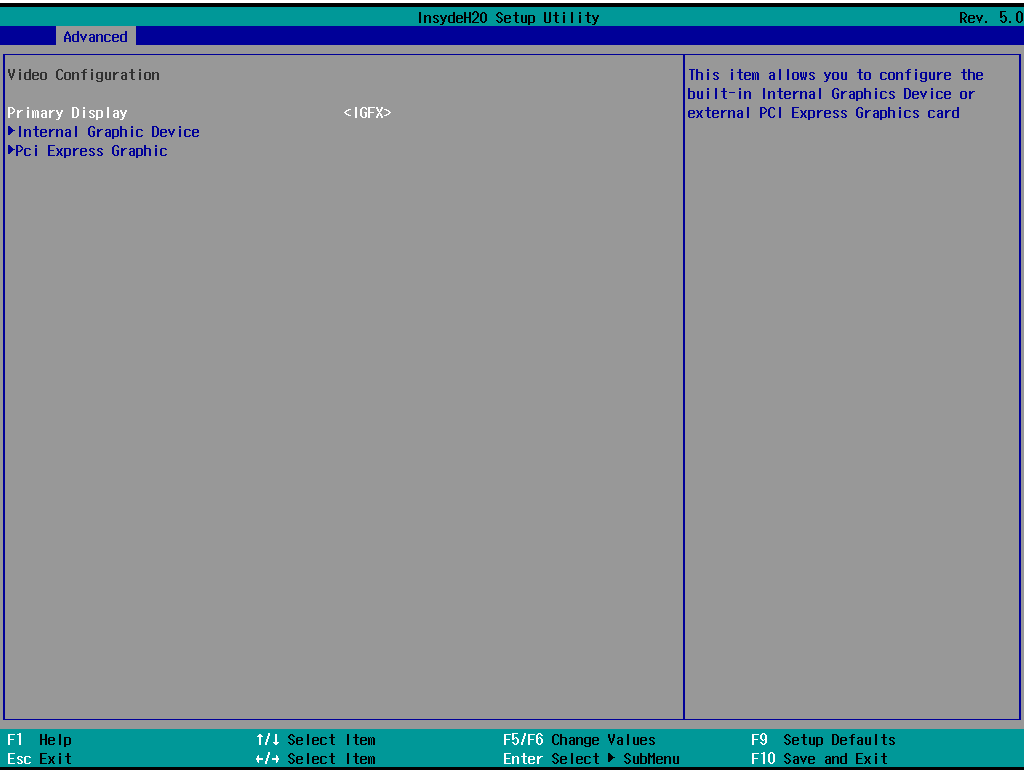 InsydeH20 Setup Utility Rev. 5.0
Advanced
Video Configuration
Primary Display <IGFX>
Internal Graphic Device
Pci Express Graphic
This item allows you to configure the
built-in Internal Graphics Device or
external PCI Express Graphics card
F1 Help ↑/↓ Select Item F5/F6 Change Values F9 Setup Defaults
Esc Exit ←/→ Select Item Enter Select ▶ SubMenu F10 Save and Exit